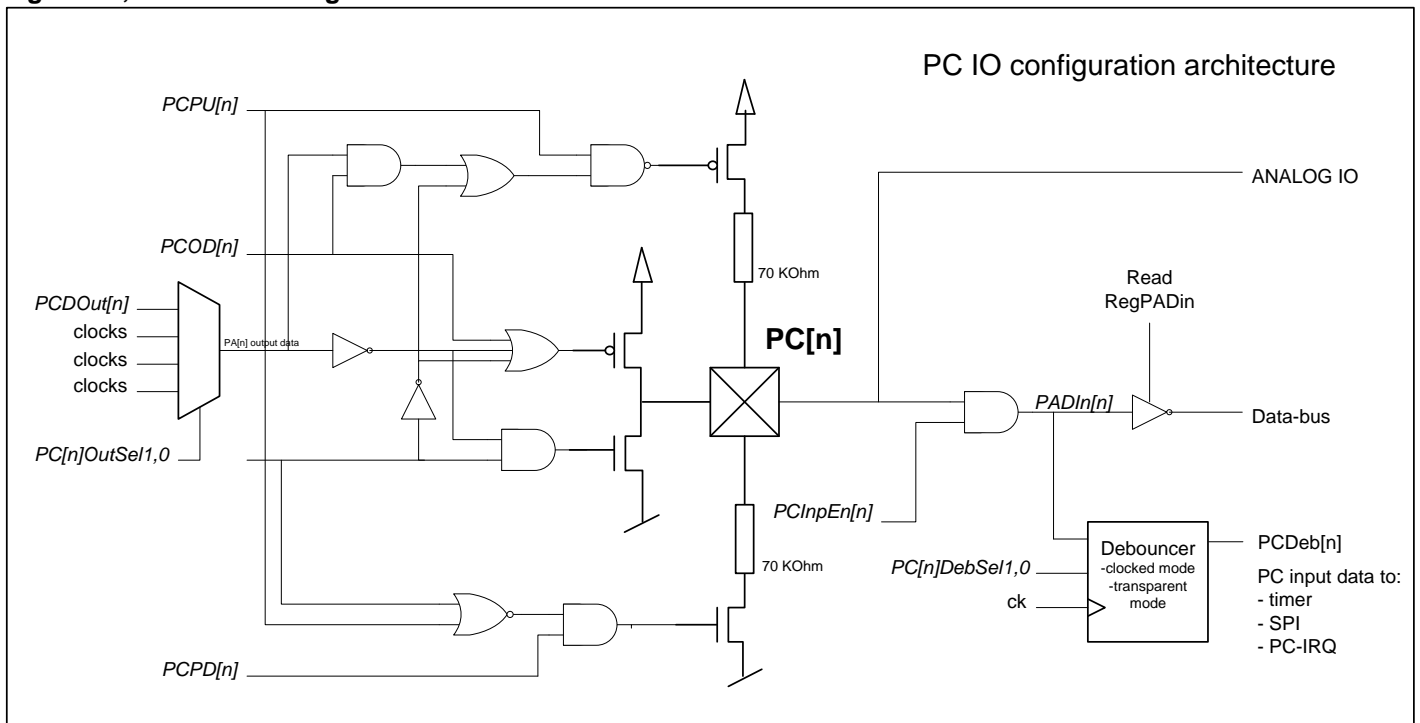 PC IO configuration architecture
PCPU[n]
ANALOG IO
PCOD[n]
70 KOhm
Read
RegPADin
PCDOut[n]
clocks
clocks
clocks
PA[n] output data
PC[n]
PADIn[n]
Data-bus
PC[n]OutSel1,0
PCInpEn[n]
70 KOhm
Debouncer
-clocked mode
-transparent
mode
PC[n]DebSel1,0
ck
PCDeb[n]
PC input data to:
- timer
- SPI
- PC-IRQ
PCPD[n]